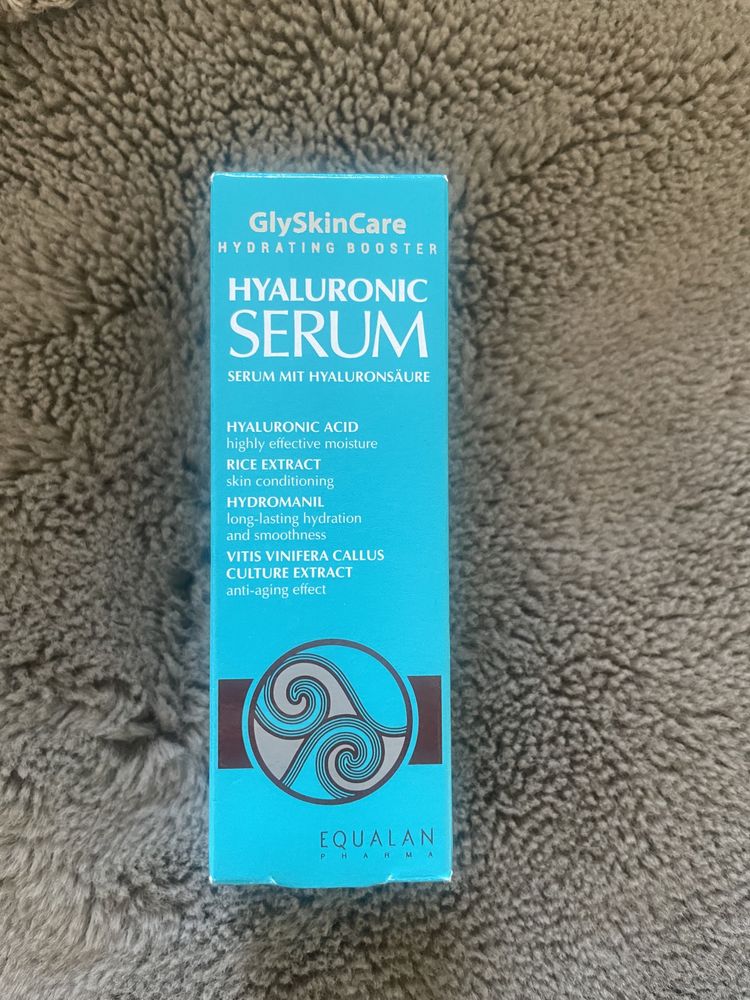 GlySkinCare
HYDRATING BOOSTER
HYALURONIC
SERUM
SERUM MIT HYALURONSÄURE
HYALURONIC ACID
highly effective moisture
RICE EXTRACT
skin conditioning
HYDROMANIL
long-lasting hydration
and smoothness
VITIS VINIFERA CALLUS
CULTURE EXTRACT
anti-aging effect
EQUALAN
PHARMA